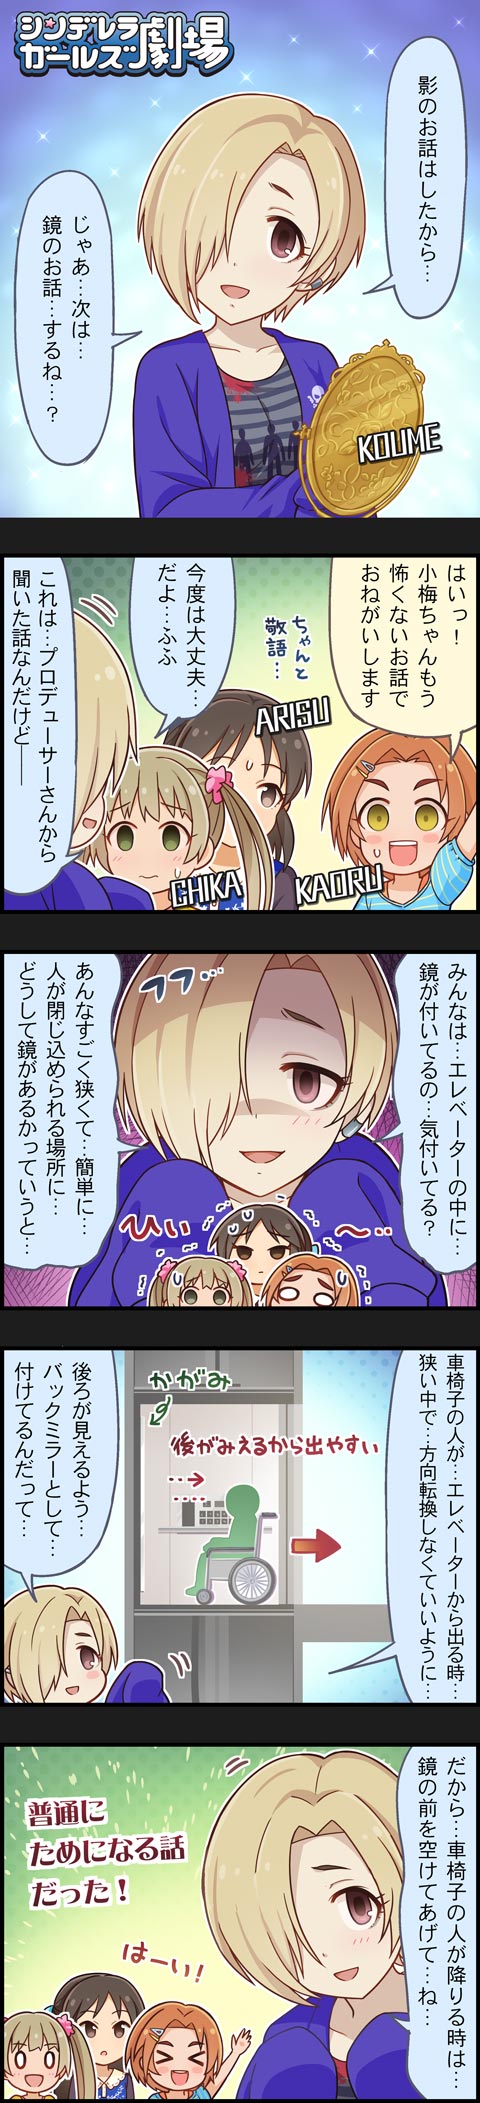 シンデレラ
ガールズ劇場
影のお話はしたから…
じゃあ…次は…
鏡のお話…するね…？
KOUME
はいっ！
小梅ちゃんもう
怖くないお話で
おねがいします
ちゃんと
敬語…
今度は大丈夫…
だよ…ふふ
これは…プロデューサーさんから
聞いた話なんだけど──
ARISU
CHIKA
KAORU
みんなは…エレベーターの中に…
鏡が付いてるの…気付いてる？
フフ…
あんなすごく狭くて…簡単に…
人が閉じ込められる場所に…
どうして鏡があるかっていうと…
ひぃ
〜…
車椅子の人が…エレベーターから出る時…
狭い中で…方向転換しなくていいように…
かがみ
後がみえるから出やすい
後ろが見えるよう…
バックミラーとして…
付けてるんだって…
だから…車椅子の人が降りる時は…
鏡の前を空けてあげて…ね…
普通に
ためになる話
だった！
はーい！